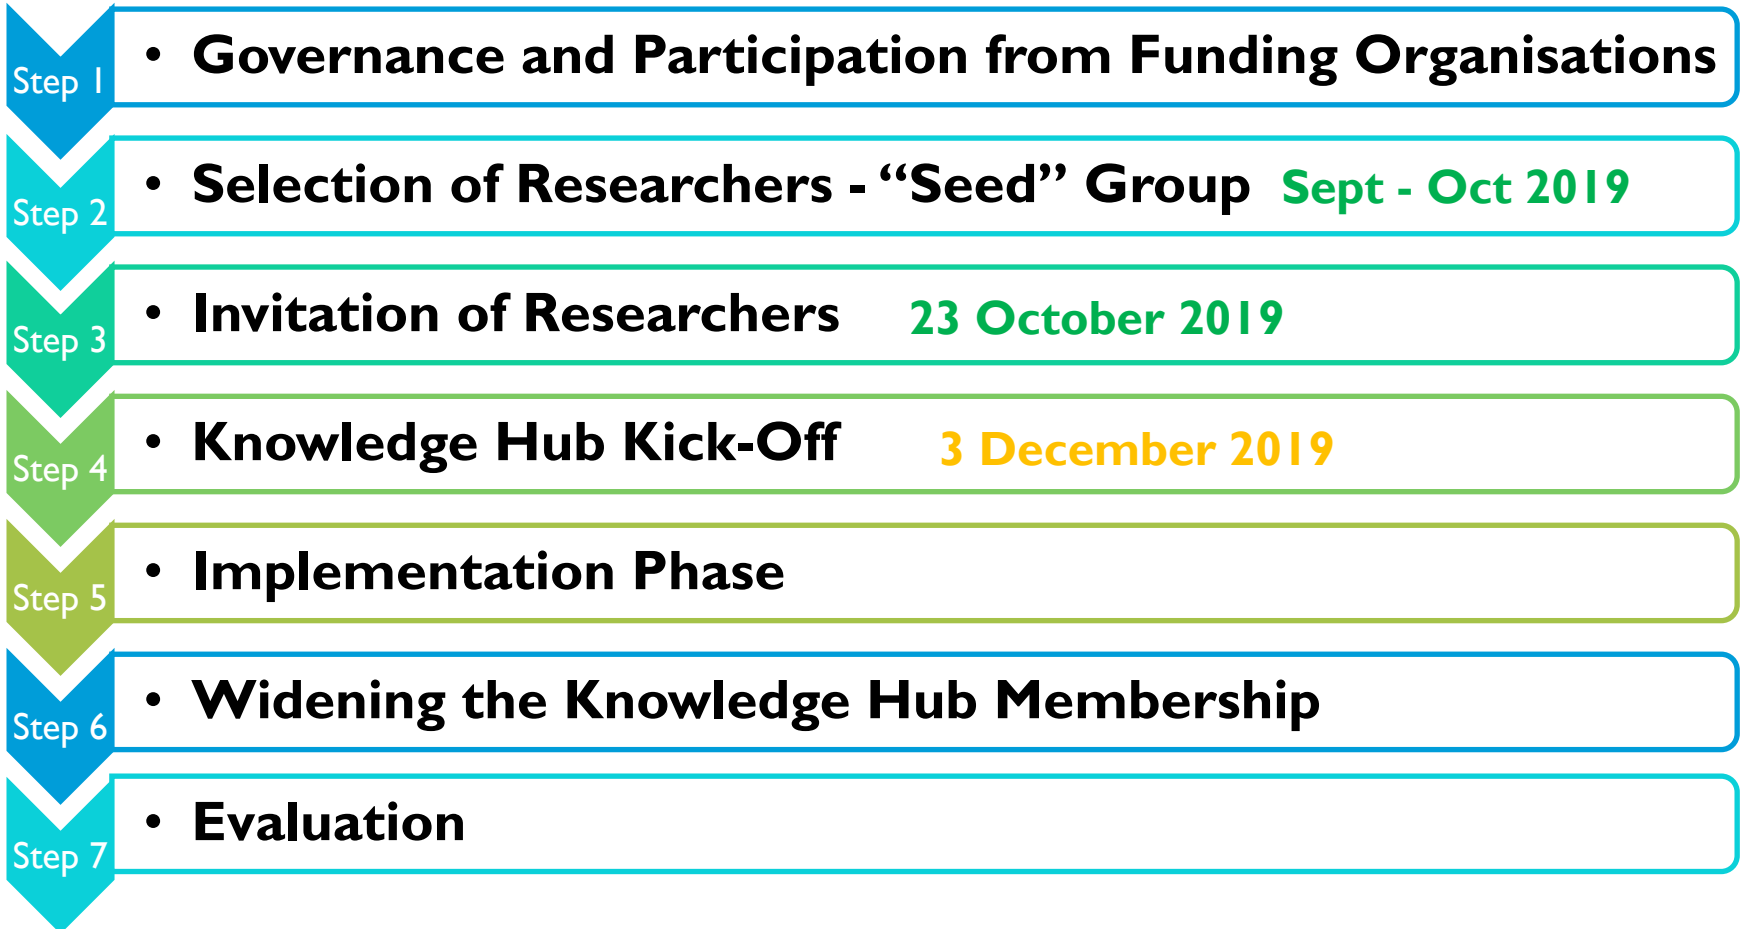 Step 1
• Governance and Participation from Funding Organisations
Step 2
• Selection of Researchers - “Seed” Group Sept - Oct 2019
Step 3
• Invitation of Researchers 23 October 2019
Step 4
• Knowledge Hub Kick-Off 3 December 2019
Step 5
• Implementation Phase
Step 6
• Widening the Knowledge Hub Membership
Step 7
• Evaluation